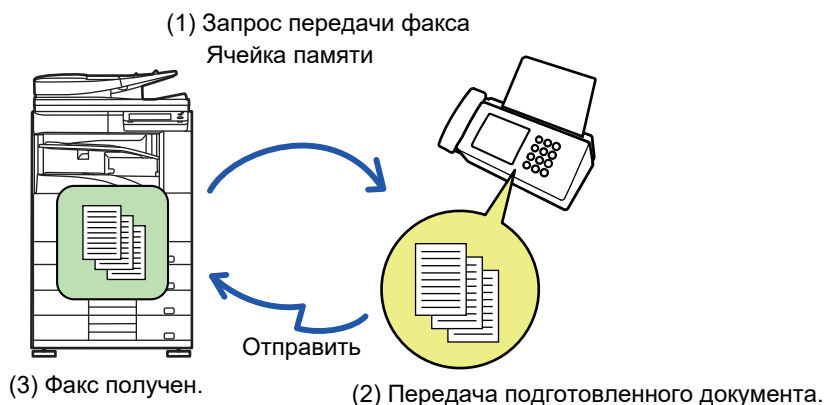 (1) Запрос передачи факса
Ячейка памяти
Отправить
(3) Факс получен.
(2) Передача подготовленного документа.